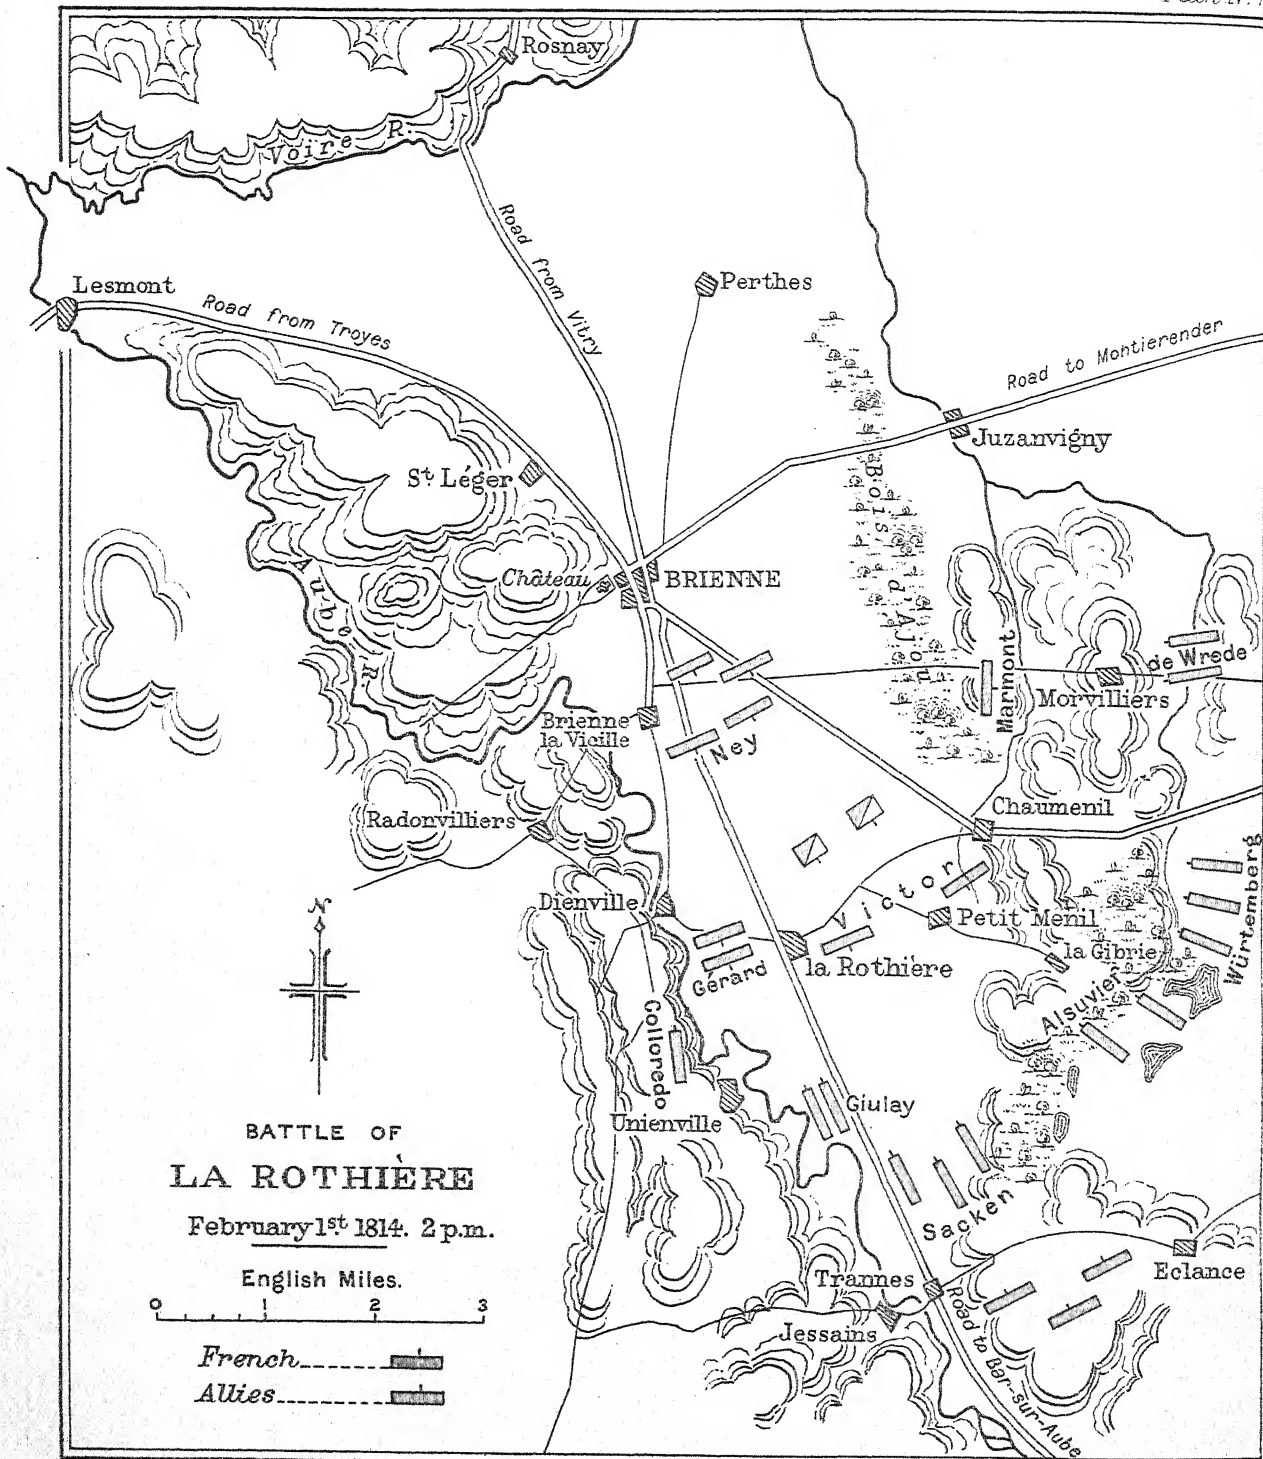 Rosnay
Voire R.
Road from Vitry
Lesmont
Road from Troyes
Perthes
Road to Montierender
Juzanvigny
St. Léger
Bois d'Ajou
Aube R.
Château
BRIENNE
Marmont
de Wrede
Morvilliers
Brienne
la Vieille
Ney
Radonvilliers
Chaumenil
Victor
Würtemberg
Dienville
Petit Menil
la Gibrie
la Rothière
Gerard
Alsuvier
Colloredo
Giulay
Unienville
Sacken
N
BATTLE OF
LA ROTHIÈRE
February 1st. 1814. 2 p.m.
English Miles.
0 1 2 3
French
Allies
Trannes
Eclance
Jessains
Road to Bar-sur-Aube